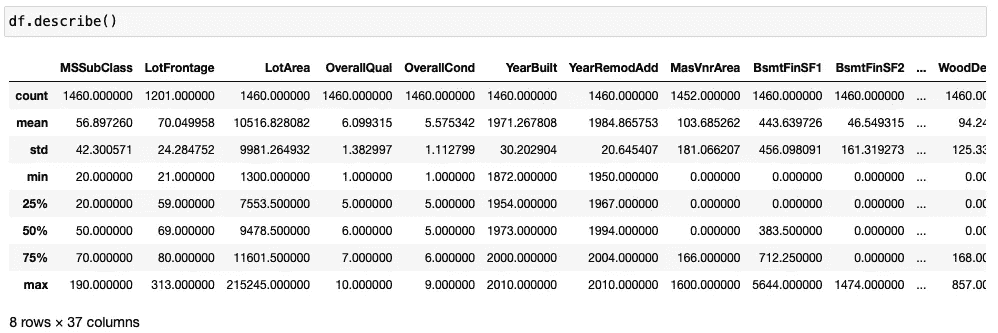 df.describe()
MSSubClass LotFrontage LotArea OverallQual OverallCond YearBuilt YearRemodAdd MasVnrArea BsmtFinSF1 BsmtFinSF2 ... WoodDe
count 1460.000000 1201.000000 1460.000000 1460.000000 1460.000000 1460.000000 1460.000000 1452.000000 1460.000000 1460.000000 ... 1460.00
mean 56.897260 70.049958 10516.828082 6.099315 5.575342 1971.267808 1984.865753 103.685262 443.639726 46.549315 ... 94.24
std 42.300571 24.284752 9981.264932 1.382997 1.112799 30.202904 20.645407 181.066207 456.098091 161.319273 ... 125.33
min 20.000000 21.000000 1300.000000 1.000000 1.000000 1872.000000 1950.000000 0.000000 0.000000 0.000000 ... 0.00
25% 20.000000 59.000000 7553.500000 5.000000 5.000000 1954.000000 1967.000000 0.000000 0.000000 0.000000 ... 0.00
50% 50.000000 69.000000 9478.500000 6.000000 5.000000 1973.000000 1994.000000 0.000000 383.500000 0.000000 ... 0.00
75% 70.000000 80.000000 11601.500000 7.000000 6.000000 2000.000000 2004.000000 166.000000 712.250000 0.000000 ... 168.00
max 190.000000 313.000000 215245.000000 10.000000 9.000000 2010.000000 2010.000000 1600.000000 5644.000000 1474.000000 ... 857.00
8 rows × 37 columns